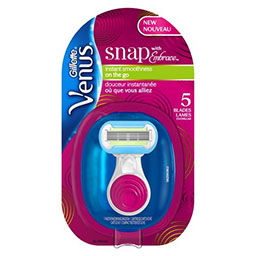 NEW
NOUVEAU
Gillette
Venus
snap with
Embrace
instant smoothness
on the go
douceur instantanée
où que vous alliez
5
BLADES
LAMES